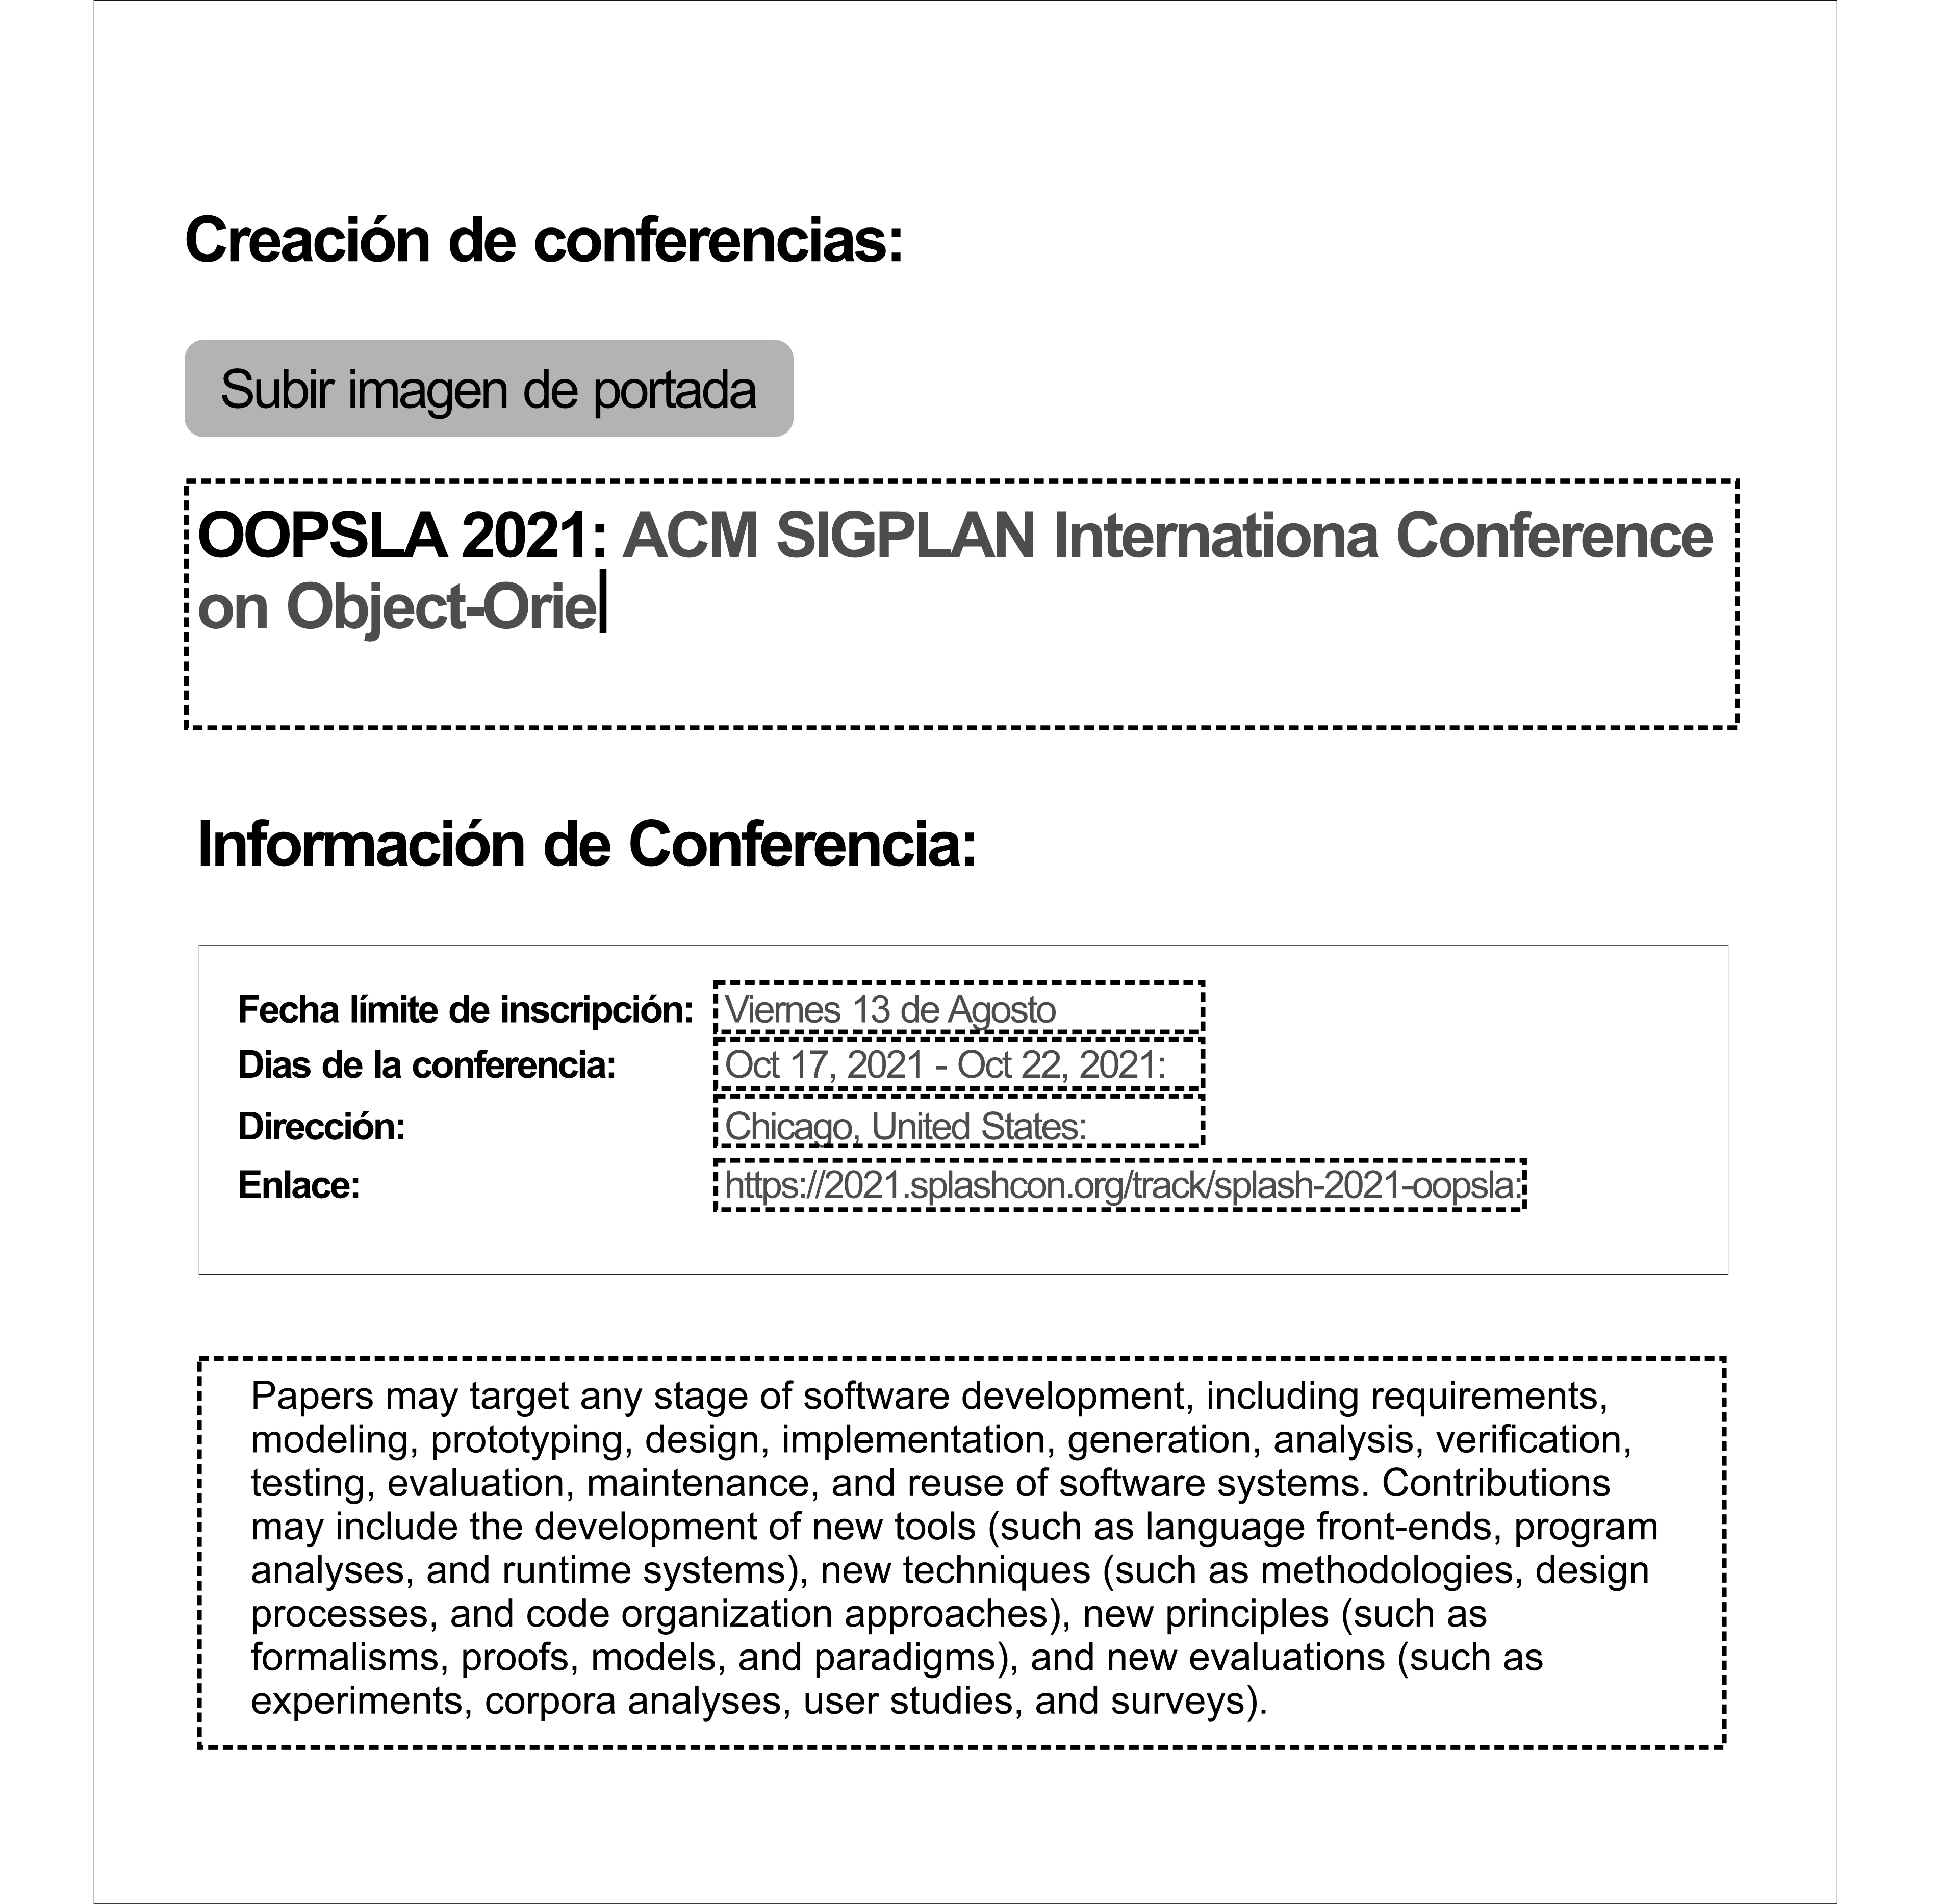 Creación de conferencias:
Subir imagen de portada
OOPSLA 2021: ACM SIGPLAN Internationa Conference
on Object-Orie
Información de Conferencia:
Fecha límite de inscripción: Viernes 13 de Agosto
Dias de la conferencia: Oct 17, 2021 - Oct 22, 2021:
Dirección: Chicago, United States:
Enlace: https://2021.splashcon.org/track/splash-2021-oopsla:
Papers may target any stage of software development, including requirements,
modeling, prototyping, design, implementation, generation, analysis, verification,
testing, evaluation, maintenance, and reuse of software systems. Contributions
may include the development of new tools (such as language front-ends, program
analyses, and runtime systems), new techniques (such as methodologies, design
processes, and code organization approaches), new principles (such as
formalisms, proofs, models, and paradigms), and new evaluations (such as
experiments, corpora analyses, user studies, and surveys).